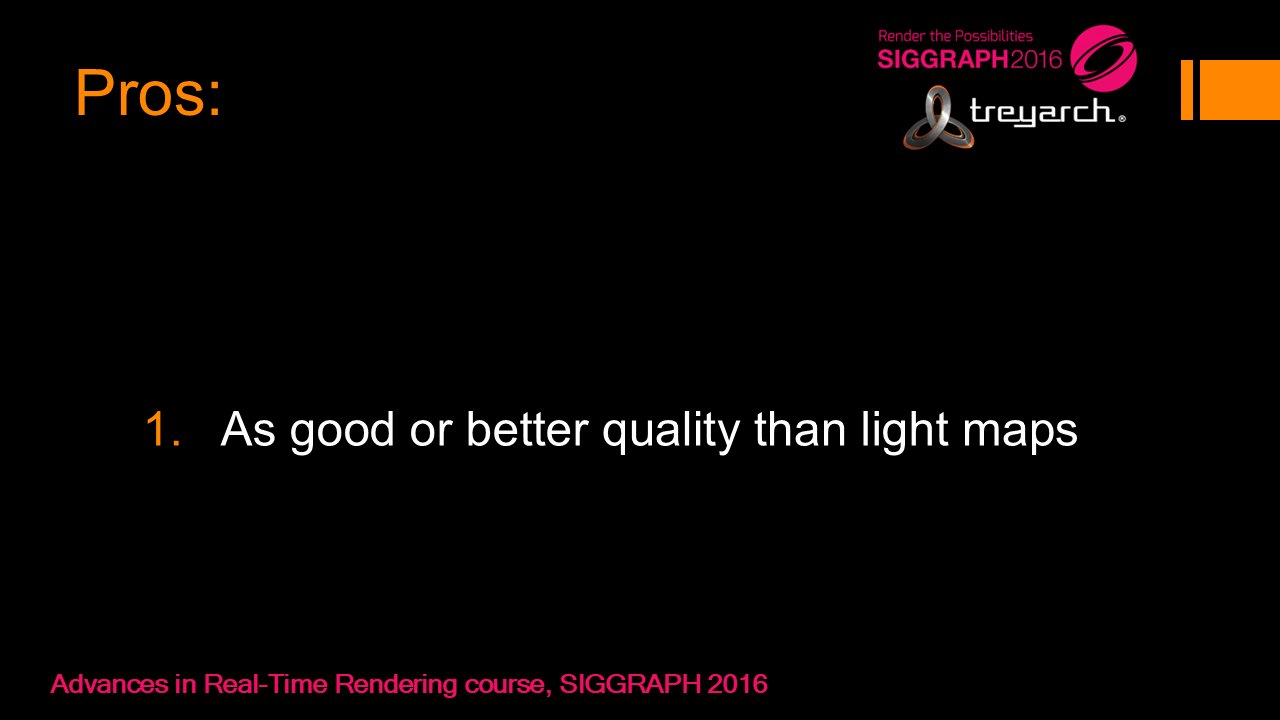 Render the Possibilities
SIGGRAPH2016
Pros:
treyarch®
1. As good or better quality than light maps
Advances in Real-Time Rendering course, SIGGRAPH 2016